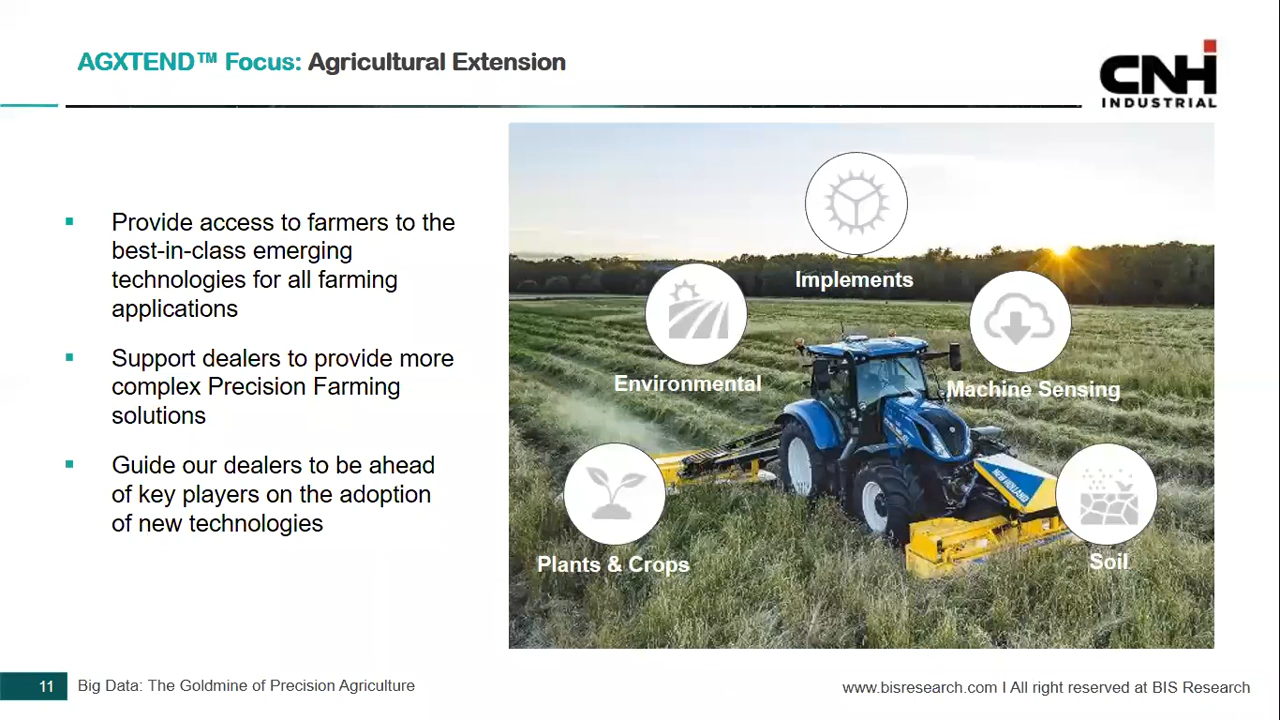 AGXTEND™ Focus: Agricultural Extension
CNH
INDUSTRIAL
Provide access to farmers to the
best-in-class emerging
technologies for all farming
applications
Support dealers to provide more
complex Precision Farming
solutions
Guide our dealers to be ahead
of key players on the adoption
of new technologies
Implements
Environmental
Machine Sensing
NEW HOLLAND
Plants & Crops
Soil
11
Big Data: The Goldmine of Precision Agriculture
www.bisresearch.com I All right reserved at BIS Research